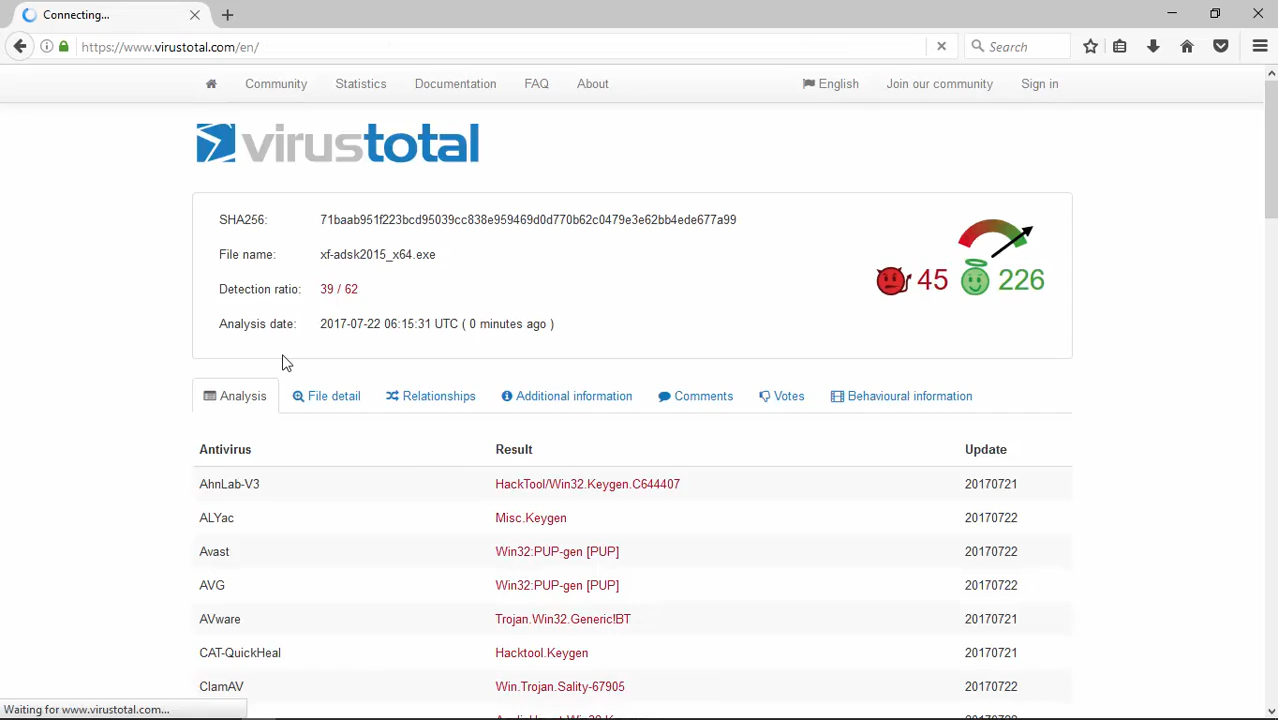 Connecting...
https://www.virustotal.com/en/
Search
Community Statistics Documentation FAQ About English Join our community Sign in
virustotal
SHA256: 71baab951f223bcd95039cc838e959469d0d770b62c0479e3e62bb4ede677a99
File name: xf-adsk2015_x64.exe
Detection ratio: 39 / 62
45 226
Analysis date: 2017-07-22 06:15:31 UTC ( 0 minutes ago )
Analysis File detail Relationships Additional information Comments Votes Behavioural information
Antivirus Result Update
AhnLab-V3 HackTool/Win32.Keygen.C644407 20170721
ALYac Misc.Keygen 20170722
Avast Win32:PUP-gen [PUP] 20170722
AVG Win32:PUP-gen [PUP] 20170722
AVware Trojan.Win32.Generic!BT 20170721
CAT-QuickHeal Hacktool.Keygen 20170721
ClamAV Win.Trojan.Sality-67905 20170722
Waiting for www.virustotal.com...